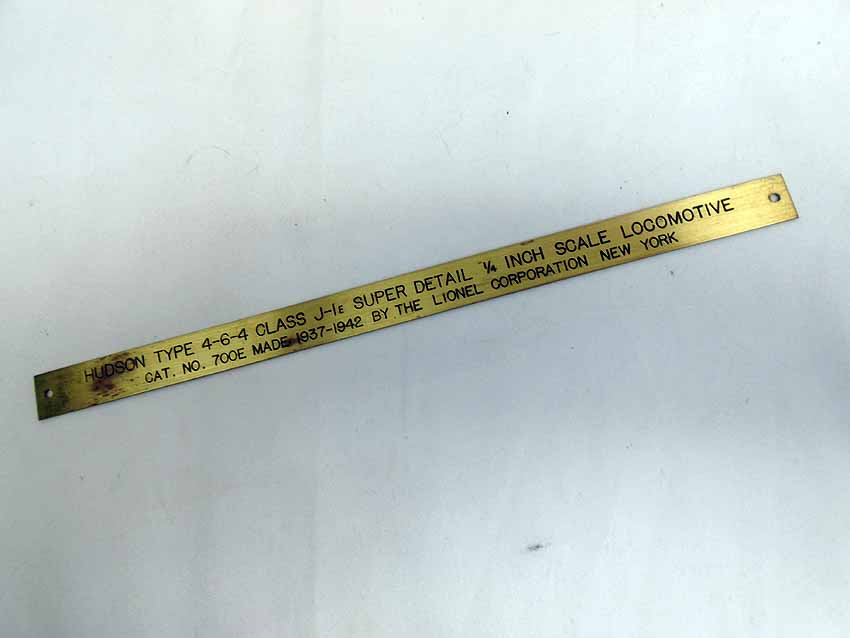 HUDSON TYPE 4-6-4 CLASS J-1E SUPER DETAIL ¼ INCH SCALE LOCOMOTIVE
CAT. NO. 700E MADE 1937-1942 BY THE LIONEL CORPORATION NEW YORK